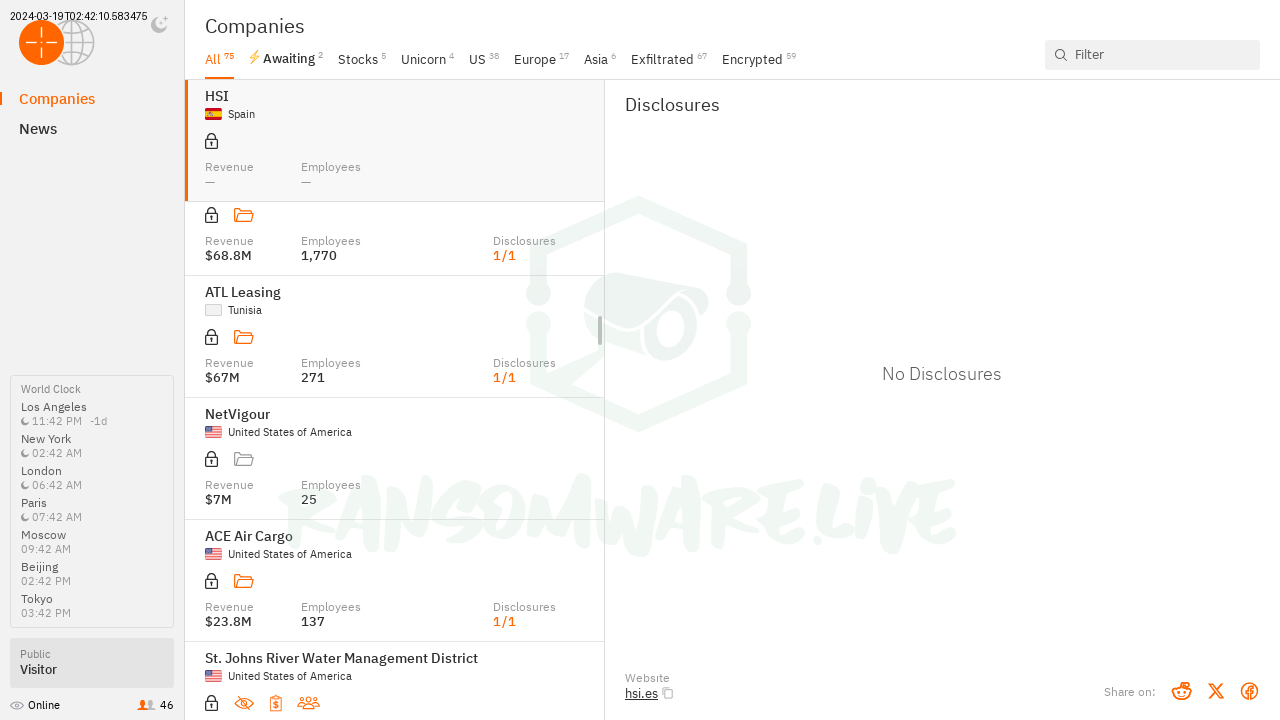 2024-03-19T02:42:10.583475
Companies
News
World Clock
Los Angeles
11:42 PM -1d
New York
02:42 AM
London
06:42 AM
Paris
07:42 AM
Moscow
09:42 AM
Beijing
02:42 PM
Tokyo
03:42 PM
Public
Visitor
Online 46
Companies
All 75 Awaiting 2 Stocks 5 Unicorn 4 US 38 Europe 17 Asia 6 Exfiltrated 67 Encrypted 59
Filter
HSI
Spain
Revenue Employees
— —
Revenue Employees Disclosures
$68.8M 1,770 1/1
ATL Leasing
Tunisia
Revenue Employees Disclosures
$67M 271 1/1
NetVigour
United States of America
Revenue Employees
$7M 25
ACE Air Cargo
United States of America
Revenue Employees Disclosures
$23.8M 137 1/1
St. Johns River Water Management District
United States of America
Disclosures
No Disclosures
RANSOMWARE.LIVE
Website
hsi.es
Share on: